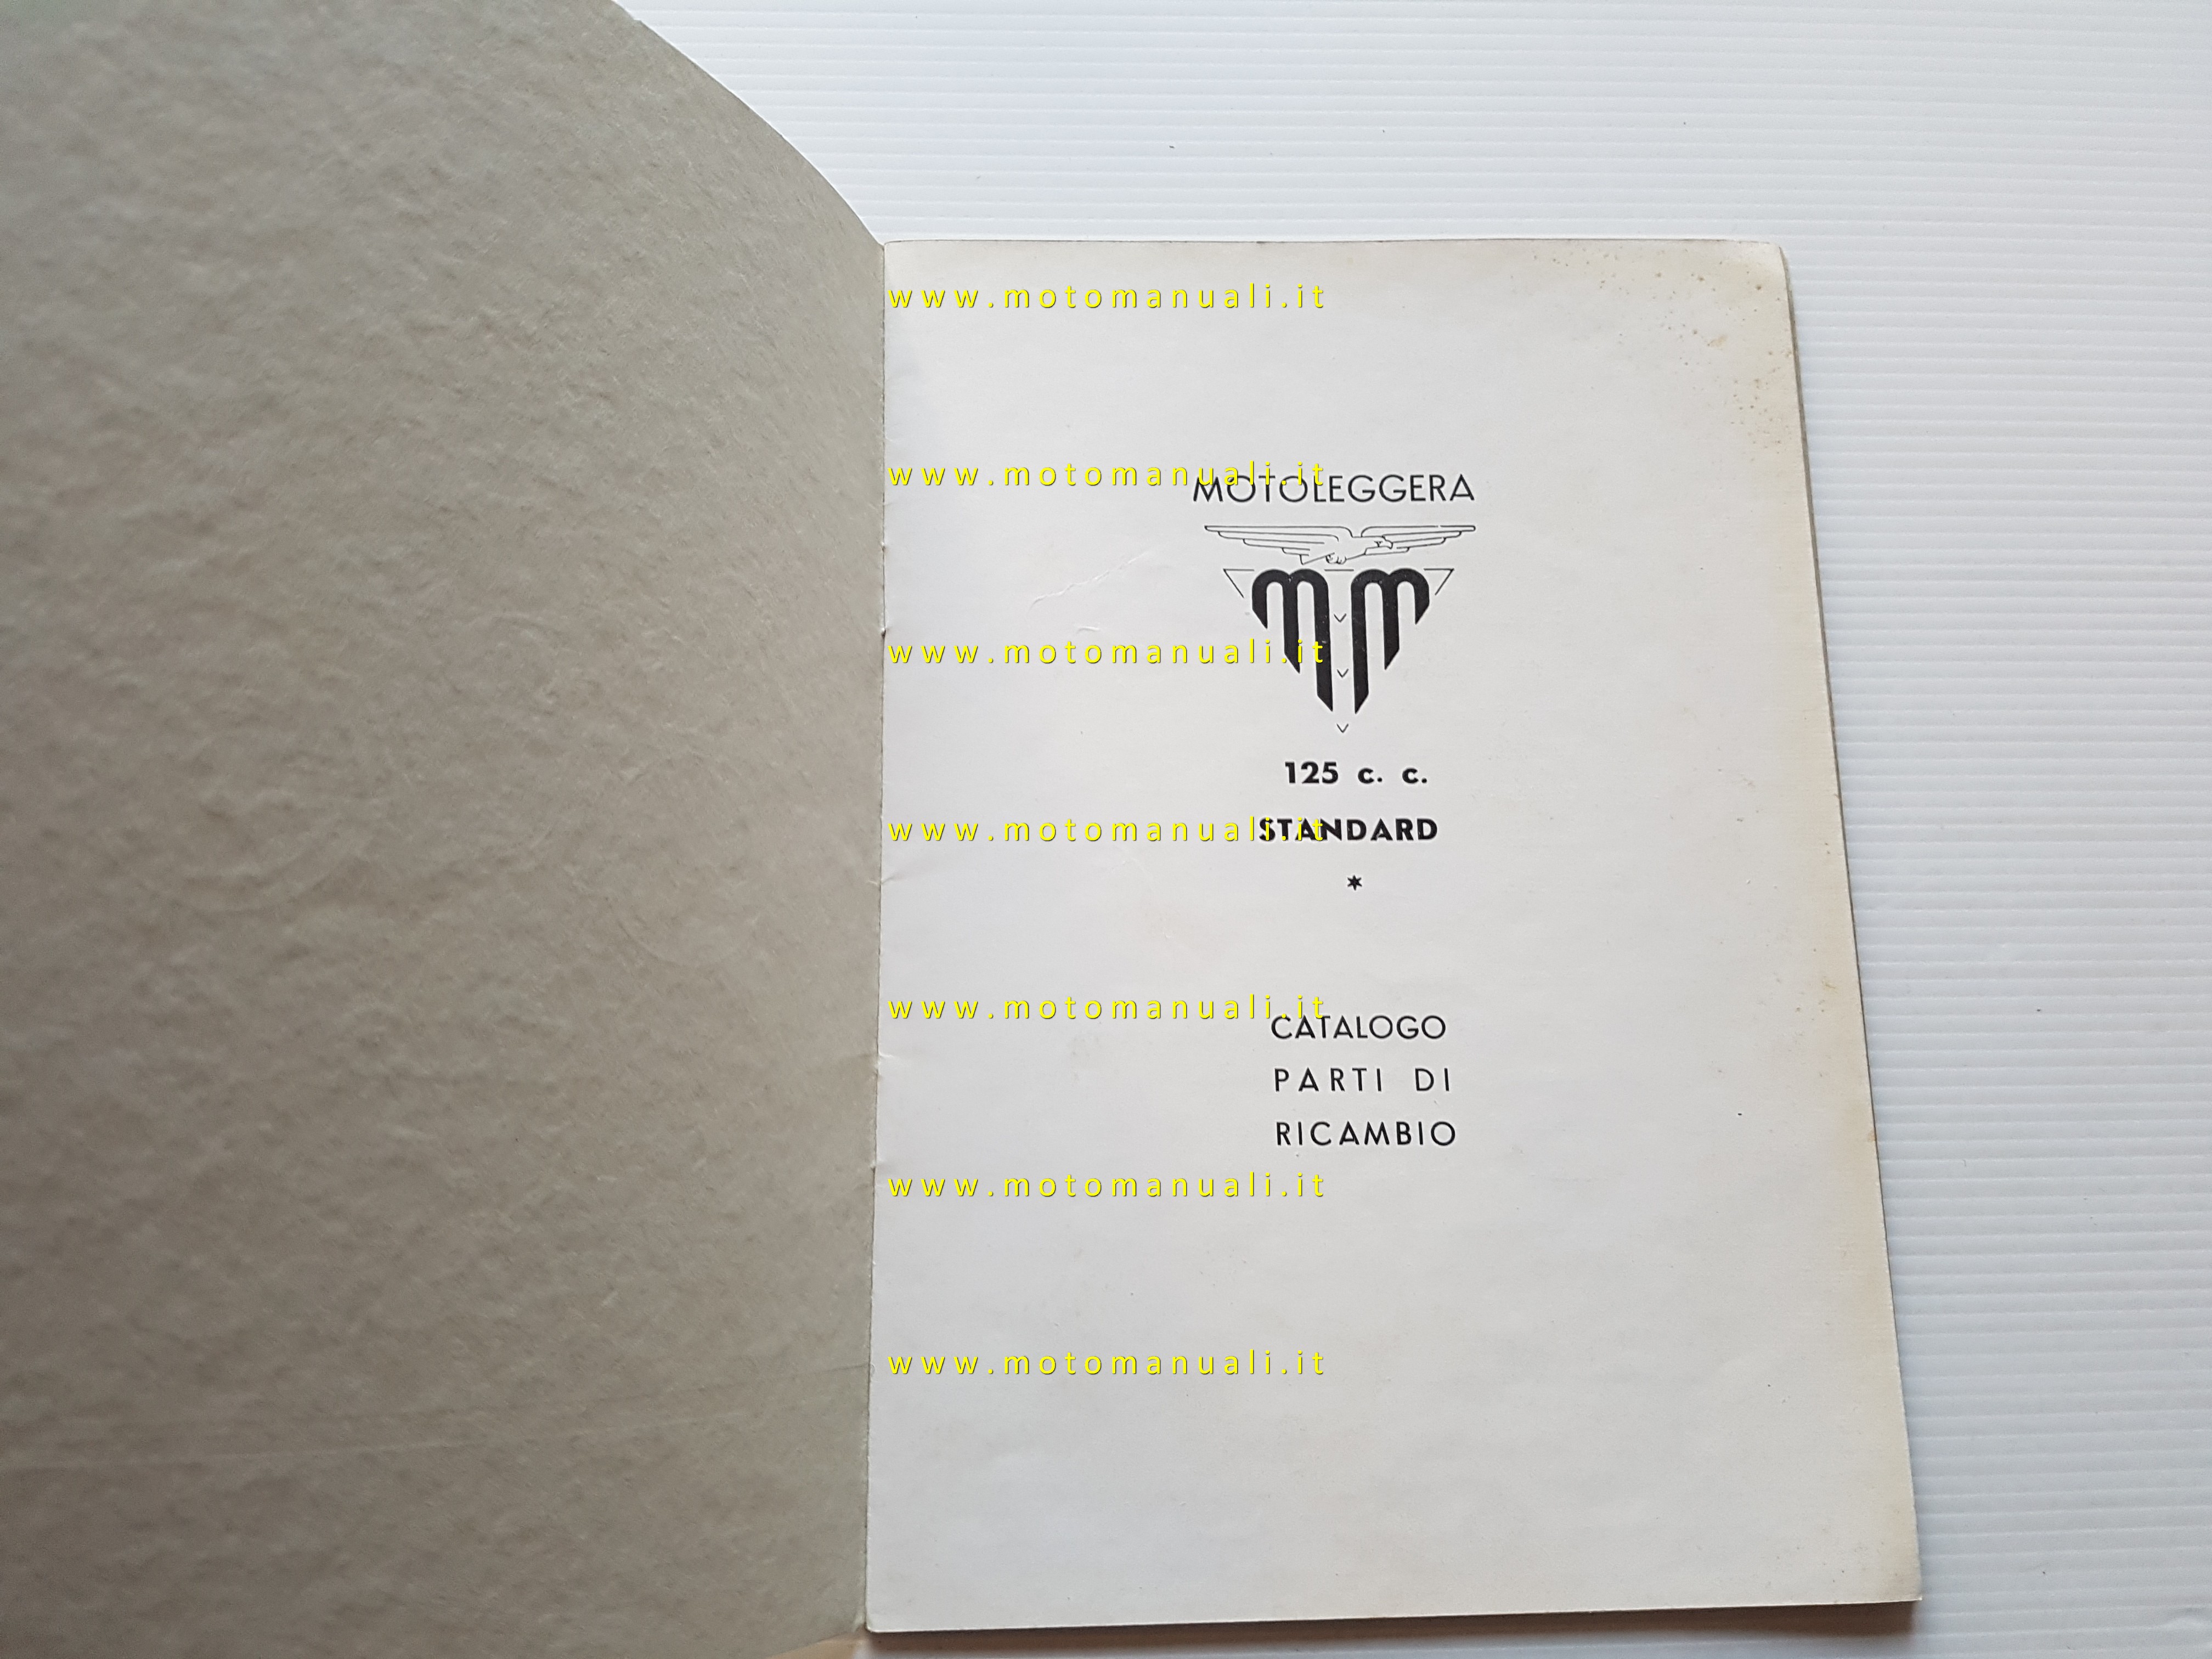 www.motomanuali.it
www.motomanuali.it
MOTOLEGGERA
MM
www.motomanuali.it
125 c. c.
www.motomanuali.it
STANDARD
*
www.motomanuali.it
CATALOGO
PARTI DI
RICAMBIO
www.motomanuali.it
www.motomanuali.it